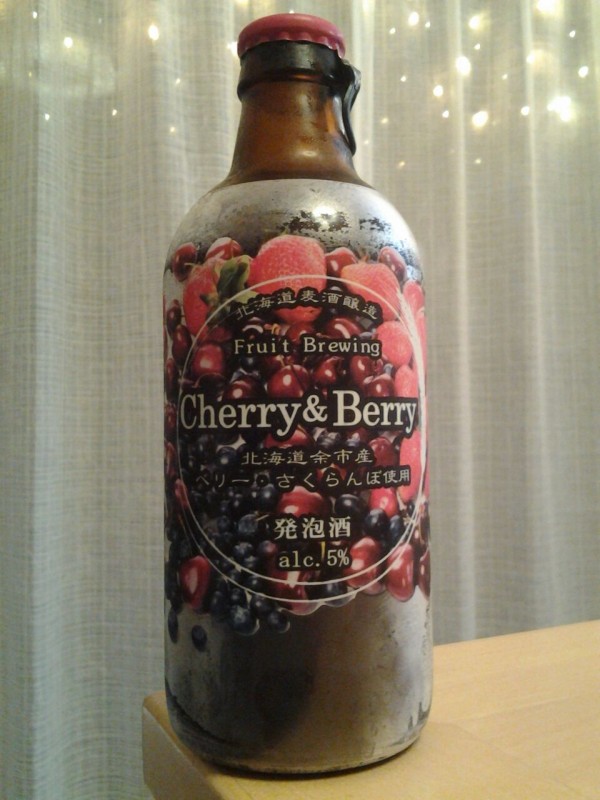 北海道麦酒醸造
Fruit Brewing
Cherry & Berry
北海道余市産
ベリー・さくらんぼ使用
発泡酒
alc. 5%